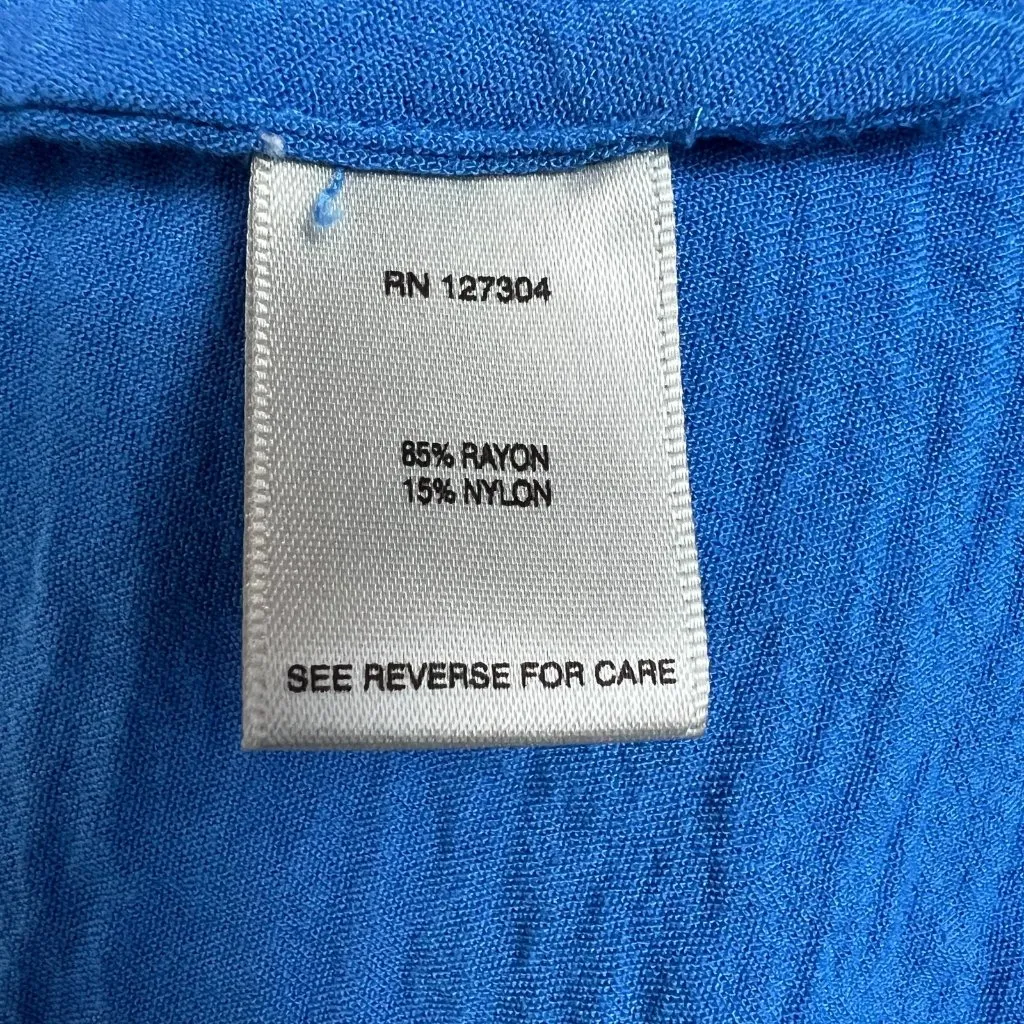 RN 127304
85% RAYON
15% NYLON
SEE REVERSE FOR CARE